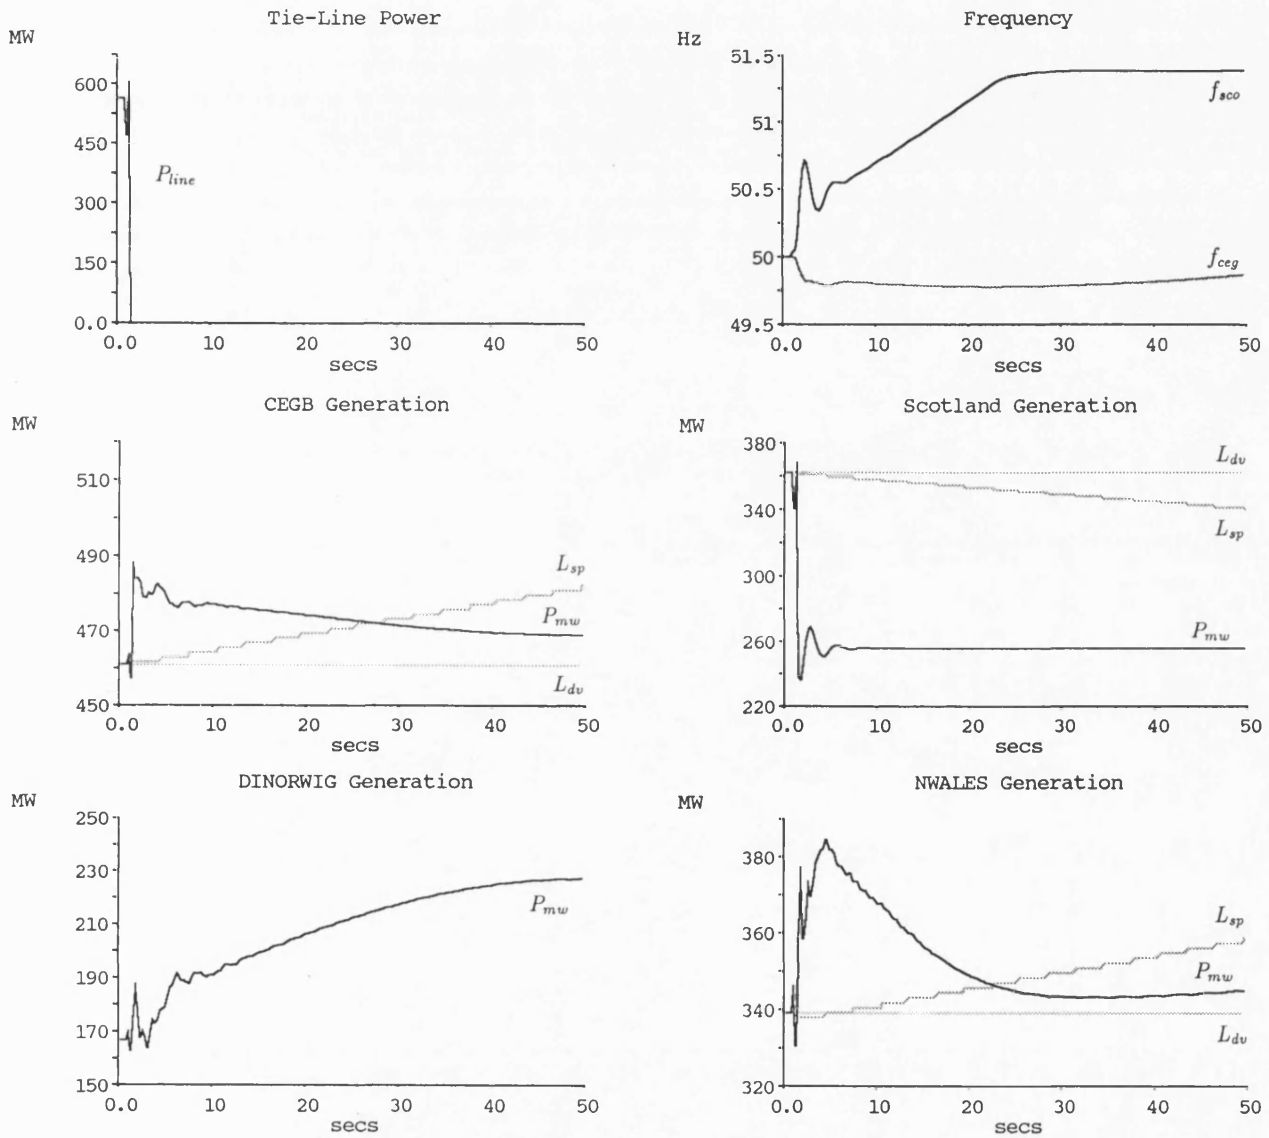 Tie-Line Power
MW
600
450
300
150
0.0
P_line
0.0 10 20 30 40 50
secs
Frequency
Hz
51.5
51
50.5
50
49.5
f_sco
f_ceg
0.0 10 20 30 40 50
secs
CEGB Generation
MW
510
490
470
450
L_sp
P_mw
L_dv
0.0 10 20 30 40 50
secs
Scotland Generation
MW
380
340
300
260
220
L_dv
L_sp
P_mw
0.0 10 20 30 40 50
secs
DINORWIG Generation
MW
250
230
210
190
170
150
P_mw
0.0 10 20 30 40 50
secs
NWALES Generation
MW
380
360
340
320
L_sp
P_mw
L_dv
0.0 10 20 30 40 50
secs